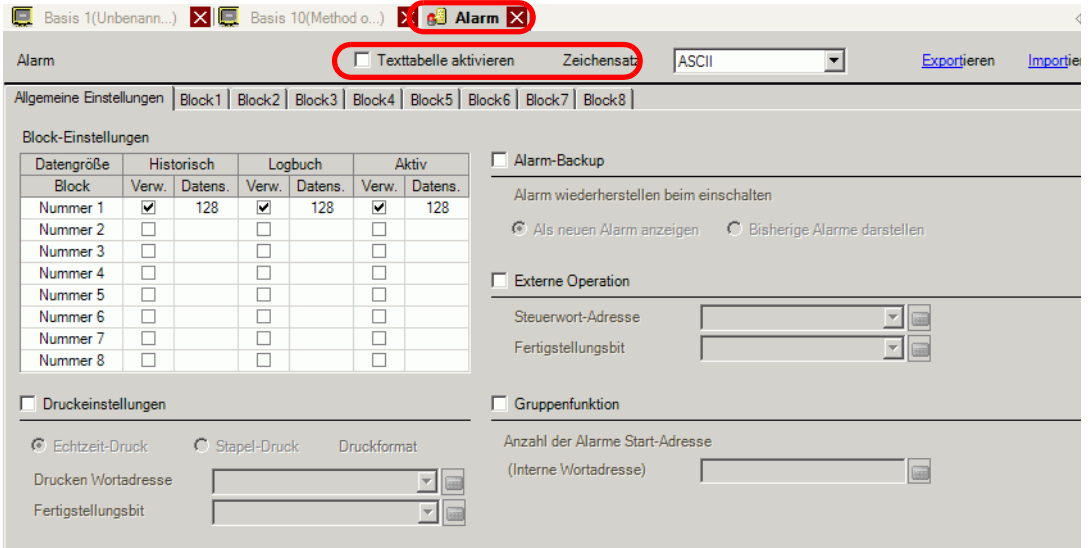 Basis 1(Unbenann...) Basis 10(Method o...) Alarm
Alarm Texttabelle aktivieren Zeichensatz ASCII Exportieren Importie
Allgemeine Einstellungen Block1 Block2 Block3 Block4 Block5 Block6 Block7 Block8
Block-Einstellungen
Datengröße Historisch Logbuch Aktiv
Block Verw. Datens. Verw. Datens. Verw. Datens.
Nummer 1 128 128 128
Nummer 2
Nummer 3
Nummer 4
Nummer 5
Nummer 6
Nummer 7
Nummer 8
Alarm-Backup
Alarm wiederherstellen beim einschalten
Als neuen Alarm anzeigen Bisherige Alarme darstellen
Externe Operation
Steuerwort-Adresse
Fertigstellungsbit
Druckeinstellungen
Echtzeit-Druck Stapel-Druck Druckformat
Drucken Wortadresse
Fertigstellungsbit
Gruppenfunktion
Anzahl der Alarme Start-Adresse
(Interne Wortadresse)